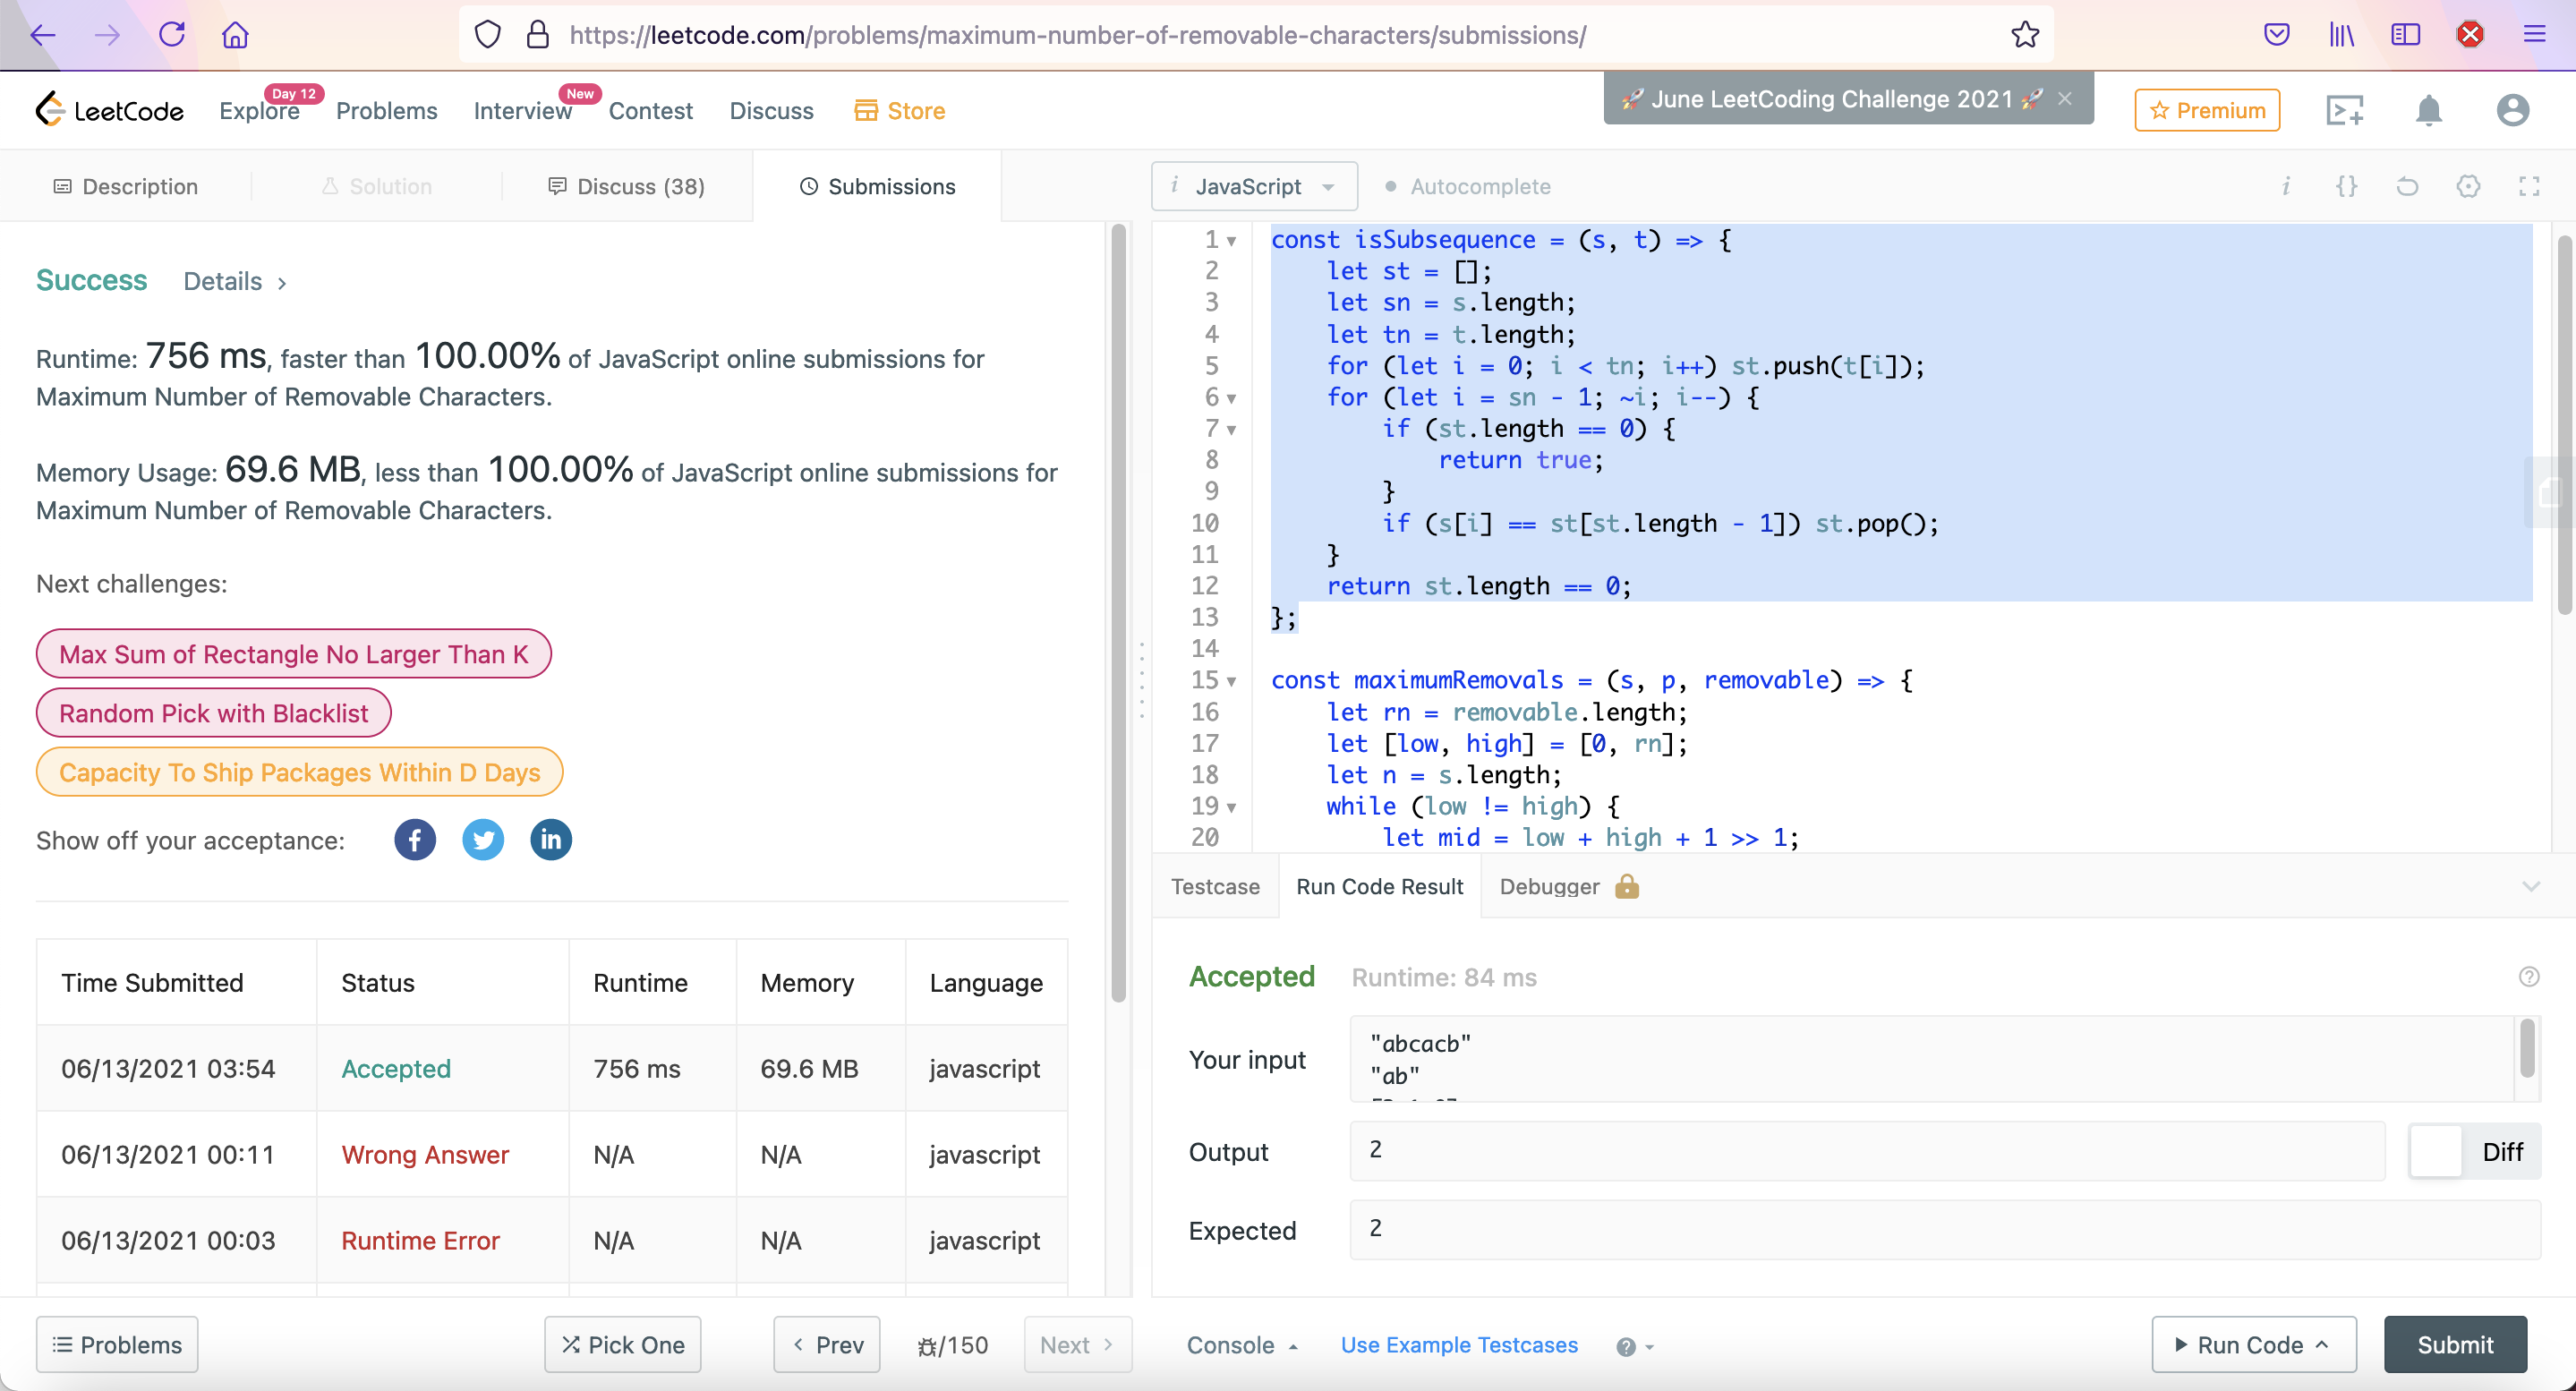 https://leetcode.com/problems/maximum-number-of-removable-characters/submissions/
LeetCode
Explore
Day 12
Problems
Interview
New
Contest
Discuss
Store
🚀 June LeetCoding Challenge 2021 🚀 ×
Premium
Description
Solution
Discuss (38)
Submissions
i JavaScript
Autocomplete
Success Details >
Runtime: 756 ms, faster than 100.00% of JavaScript online submissions for
Maximum Number of Removable Characters.
Memory Usage: 69.6 MB, less than 100.00% of JavaScript online submissions for
Maximum Number of Removable Characters.
Next challenges:
Max Sum of Rectangle No Larger Than K
Random Pick with Blacklist
Capacity To Ship Packages Within D Days
Show off your acceptance:
Time Submitted Status Runtime Memory Language
06/13/2021 03:54 Accepted 756 ms 69.6 MB javascript
06/13/2021 00:11 Wrong Answer N/A N/A javascript
06/13/2021 00:03 Runtime Error N/A N/A javascript
1 const isSubsequence = (s, t) => {
2 let st = [];
3 let sn = s.length;
4 let tn = t.length;
5 for (let i = 0; i < tn; i++) st.push(t[i]);
6 for (let i = sn - 1; ~i; i--) {
7 if (st.length == 0) {
8 return true;
9 }
10 if (s[i] == st[st.length - 1]) st.pop();
11 }
12 return st.length == 0;
13 };
14
15 const maximumRemovals = (s, p, removable) => {
16 let rn = removable.length;
17 let [low, high] = [0, rn];
18 let n = s.length;
19 while (low != high) {
20 let mid = low + high + 1 >> 1;
Testcase
Run Code Result
Debugger
Accepted Runtime: 84 ms
Your input
"abcacb"
"ab"
Output
2
Diff
Expected
2
Problems
Pick One
< Prev
/150
Next >
Console
Use Example Testcases
Run Code
Submit